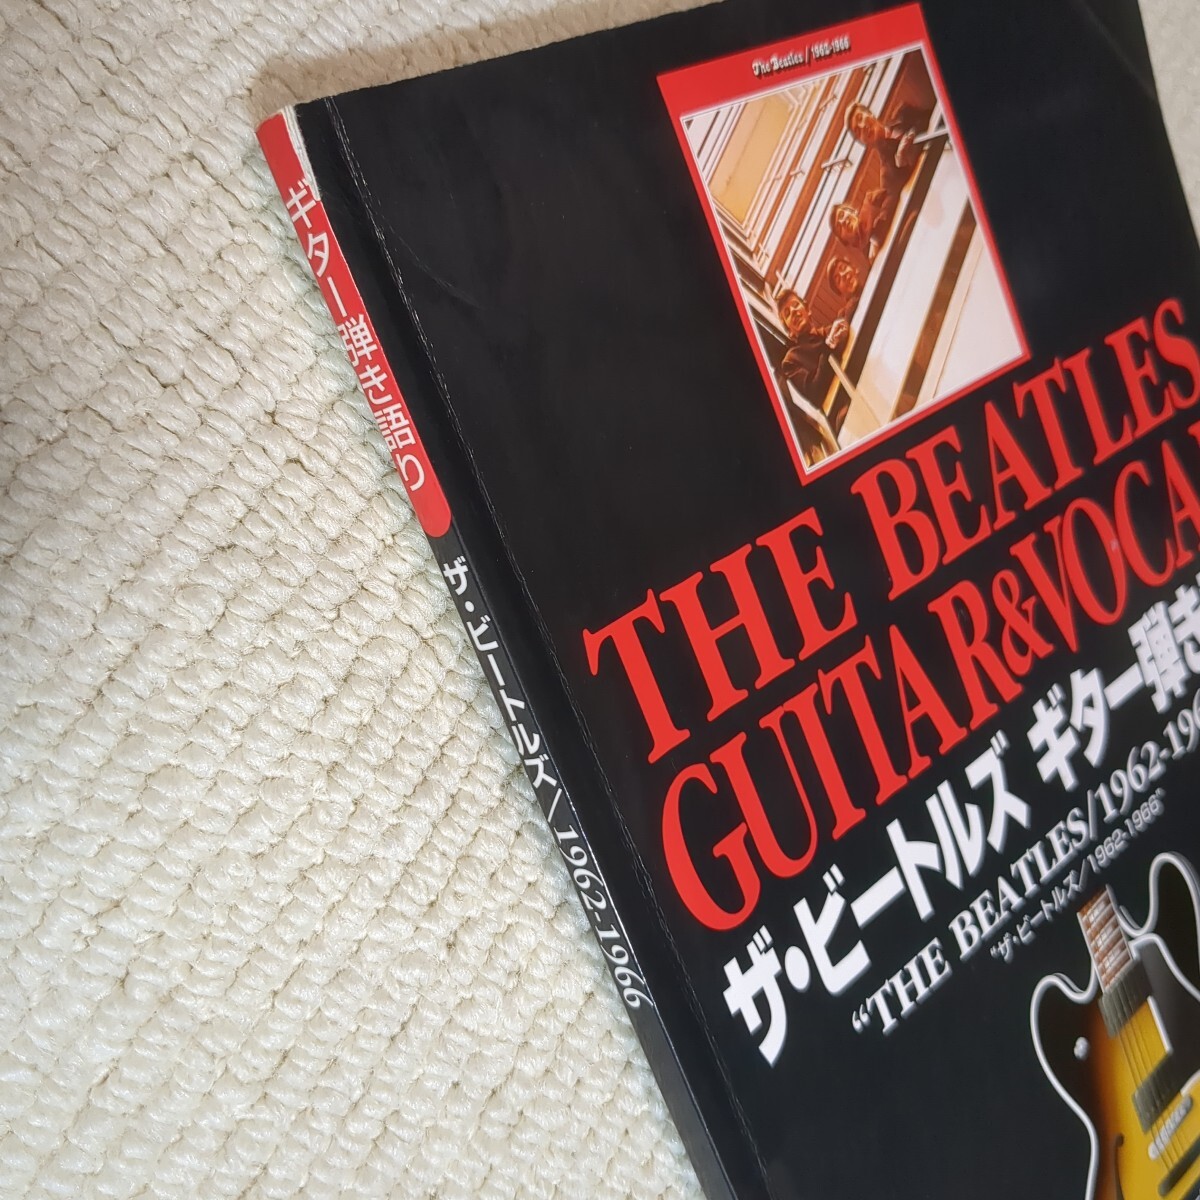 The Beatles / 1962-1966
THE BEATLES
GUITAR&VOCA
ザ・ビートルズ ギター弾き
“THE BEATLES/1962-19
“ザ・ビートルズ/1962-1966”
ギター弾き語り
ザ・ビートルズ/1962-1966